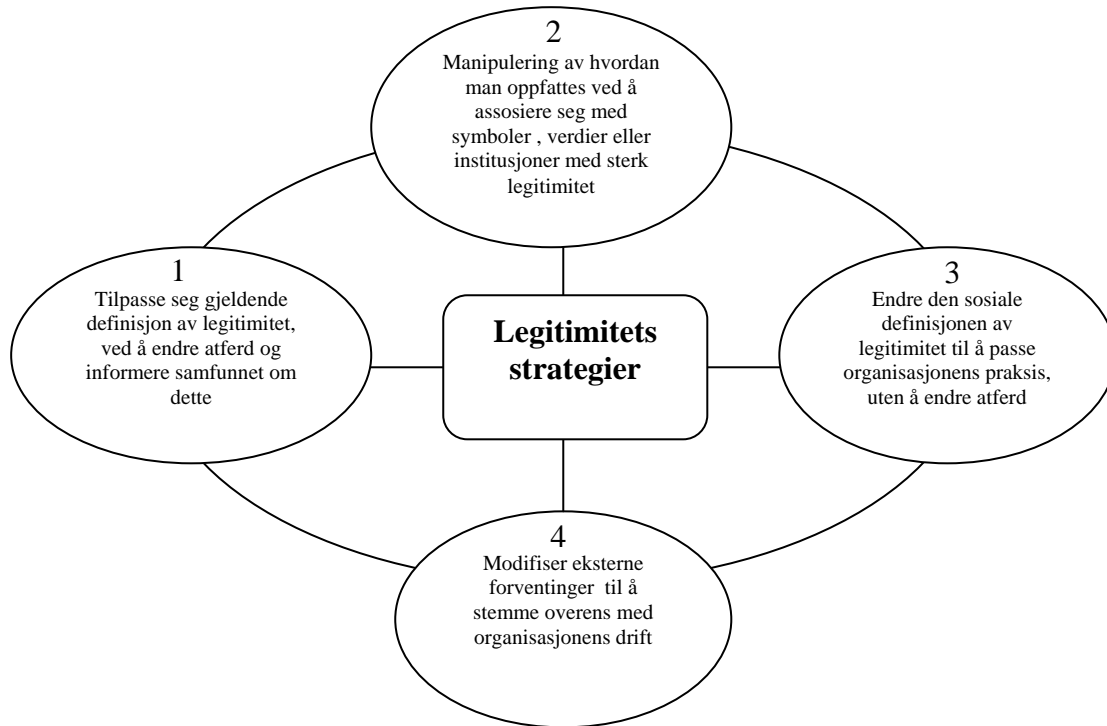 2
Manipulering av hvordan
man oppfattes ved å
assosiere seg med
symboler , verdier eller
institusjoner med sterk
legitimitet
1
Tilpasse seg gjeldende
definisjon av legitimitet,
ved å endre atferd og
informere samfunnet om
dette
Legitimitets
strategier
3
Endre den sosiale
definisjonen av
legitimitet til å passe
organisasjonens praksis,
uten å endre atferd
4
Modifiser eksterne
forventinger til å
stemme overens med
organisasjonens drift